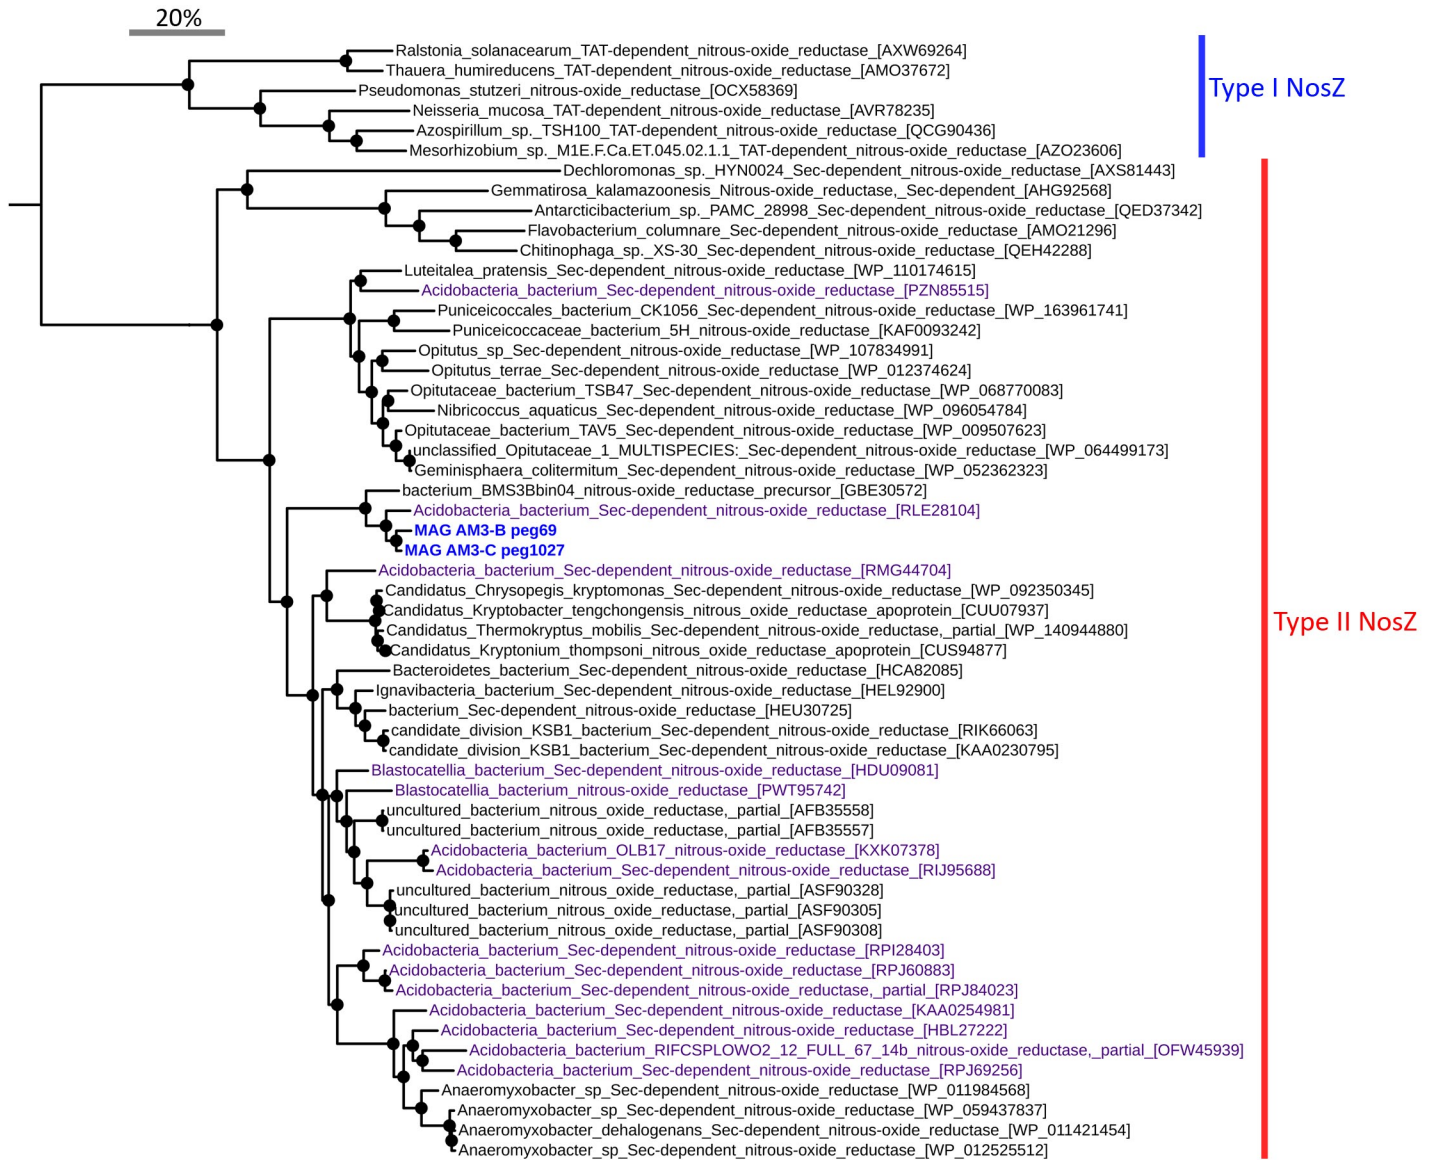 20%
Ralstonia_solanacearum_TAT-dependent_nitrous-oxide_reductase_[AXW69264]
Thauera_humireducens_TAT-dependent_nitrous-oxide_reductase_[AMO37672]
Type I NosZ
Pseudomonas_stutzeri_nitrous-oxide_reductase_[OCX58369]
Neisseria_mucosa_TAT-dependent_nitrous-oxide_reductase_[AVR78235]
Azospirillum_sp._TSH100_TAT-dependent_nitrous-oxide_reductase_[QCG90436]
Mesorhizobium_sp._M1E.F.Ca.ET.045.02.1.1_TAT-dependent_nitrous-oxide_reductase_[AZO23606]
Dechloromonas_sp._HYN0024_Sec-dependent_nitrous-oxide_reductase_[AXS81443]
Gemmatirosa_kalamazoonesis_Nitrous-oxide_reductase,_Sec-dependent_[AHG92568]
Antarcticibacterium_sp._PAMC_28998_Sec-dependent_nitrous-oxide_reductase_[QED37342]
Flavobacterium_columnare_Sec-dependent_nitrous-oxide_reductase_[AMO21296]
Chitinophaga_sp._XS-30_Sec-dependent_nitrous-oxide_reductase_[QEH42288]
Luteitalea_pratensis_Sec-dependent_nitrous-oxide_reductase_[WP_110174615]
Acidobacteria_bacterium_Sec-dependent_nitrous-oxide_reductase_[PZN85515]
Puniceicoccales_bacterium_CK1056_Sec-dependent_nitrous-oxide_reductase_[WP_163961741]
Puniceicoccaceae_bacterium_5H_nitrous-oxide_reductase_[KAF0093242]
Opitutus_sp_Sec-dependent_nitrous-oxide_reductase_[WP_107834991]
Opitutus_terrae_Sec-dependent_nitrous-oxide_reductase_[WP_012374624]
Opitutaceae_bacterium_TSB47_Sec-dependent_nitrous-oxide_reductase_[WP_068770083]
Nibricoccus_aquaticus_Sec-dependent_nitrous-oxide_reductase_[WP_096054784]
Opitutaceae_bacterium_TAV5_Sec-dependent_nitrous-oxide_reductase_[WP_009507623]
unclassified_Opitutaceae_1_MULTISPECIES:_Sec-dependent_nitrous-oxide_reductase_[WP_064499173]
Geminisphaera_colitermitum_Sec-dependent_nitrous-oxide_reductase_[WP_052362323]
bacterium_BMS3Bbin04_nitrous-oxide_reductase_precursor_[GBE30572]
Acidobacteria_bacterium_Sec-dependent_nitrous-oxide_reductase_[RLE28104]
MAG AM3-B peg69
MAG AM3-C peg1027
Acidobacteria_bacterium_Sec-dependent_nitrous-oxide_reductase_[RMG44704]
Candidatus_Chrysopegis_kryptomonas_Sec-dependent_nitrous-oxide_reductase_[WP_092350345]
Candidatus_Kryptobacter_tengchongensis_nitrous_oxide_reductase_apoprotein_[CUU07937]
Type II NosZ
Candidatus_Thermokryptus_mobilis_Sec-dependent_nitrous-oxide_reductase,_partial_[WP_140944880]
Candidatus_Kryptonium_thompsoni_nitrous_oxide_reductase_apoprotein_[CUS94877]
Bacteroidetes_bacterium_Sec-dependent_nitrous-oxide_reductase_[HCA82085]
Ignavibacteria_bacterium_Sec-dependent_nitrous-oxide_reductase_[HEL92900]
bacterium_Sec-dependent_nitrous-oxide_reductase_[HEU30725]
candidate_division_KSB1_bacterium_Sec-dependent_nitrous-oxide_reductase_[RIK66063]
candidate_division_KSB1_bacterium_Sec-dependent_nitrous-oxide_reductase_[KAA0230795]
Blastocatellia_bacterium_Sec-dependent_nitrous-oxide_reductase_[HDU09081]
Blastocatellia_bacterium_nitrous-oxide_reductase_[PWT95742]
uncultured_bacterium_nitrous_oxide_reductase,_partial_[AFB35558]
uncultured_bacterium_nitrous_oxide_reductase,_partial_[AFB35557]
Acidobacteria_bacterium_OLB17_nitrous-oxide_reductase_[KXK07378]
Acidobacteria_bacterium_Sec-dependent_nitrous-oxide_reductase_[RIJ95688]
uncultured_bacterium_nitrous_oxide_reductase,_partial_[ASF90328]
uncultured_bacterium_nitrous_oxide_reductase,_partial_[ASF90305]
uncultured_bacterium_nitrous_oxide_reductase,_partial_[ASF90308]
Acidobacteria_bacterium_Sec-dependent_nitrous-oxide_reductase_[RPI28403]
Acidobacteria_bacterium_Sec-dependent_nitrous-oxide_reductase_[RPJ60883]
Acidobacteria_bacterium_Sec-dependent_nitrous-oxide_reductase,_partial_[RPJ84023]
Acidobacteria_bacterium_Sec-dependent_nitrous-oxide_reductase_[KAA0254981]
Acidobacteria_bacterium_Sec-dependent_nitrous-oxide_reductase_[HBL27222]
Acidobacteria_bacterium_RIFCSPLOWO2_12_FULL_67_14b_nitrous-oxide_reductase,_partial_[OFW45939]
Acidobacteria_bacterium_Sec-dependent_nitrous-oxide_reductase_[RPJ69256]
Anaeromyxobacter_sp_Sec-dependent_nitrous-oxide_reductase_[WP_011984568]
Anaeromyxobacter_sp_Sec-dependent_nitrous-oxide_reductase_[WP_059437837]
Anaeromyxobacter_dehalogenans_Sec-dependent_nitrous-oxide_reductase_[WP_011421454]
Anaeromyxobacter_sp_Sec-dependent_nitrous-oxide_reductase_[WP_012525512]